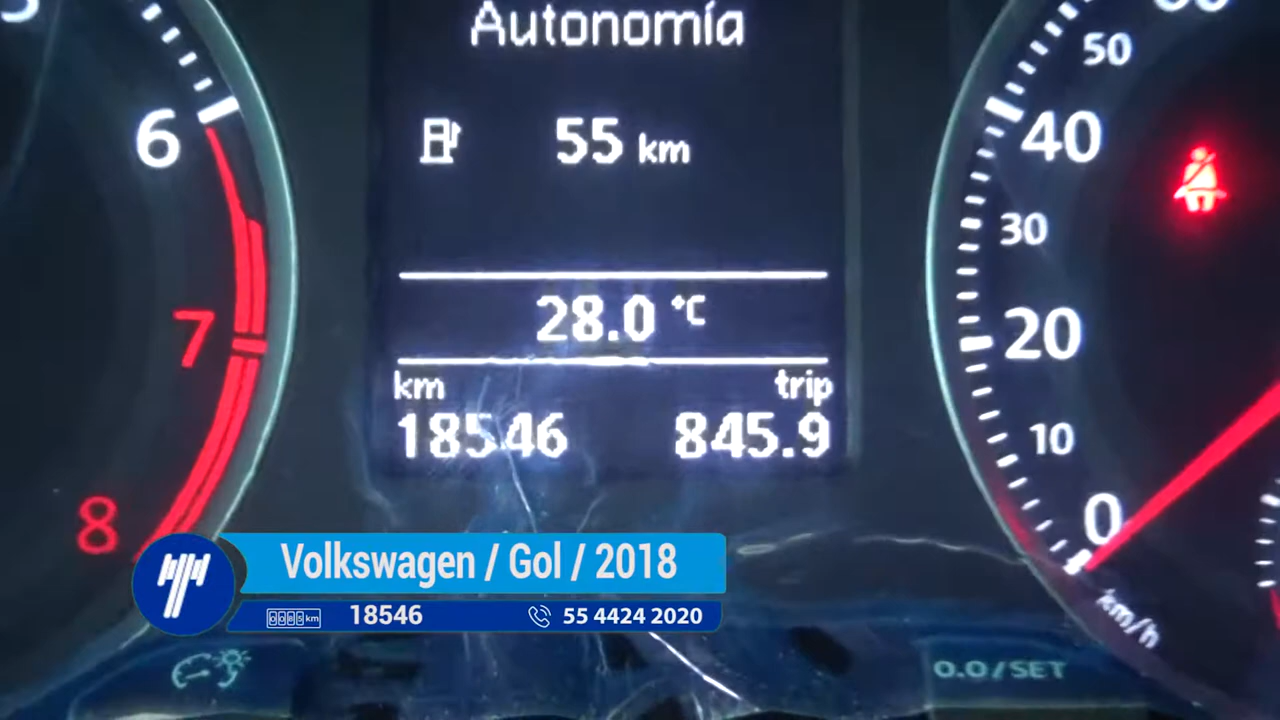 Autonomía
55 km
28.0 °C
km trip
18546 845.9
6
7
8
50
40
30
20
10
0
km/h
Volkswagen / Gol / 2018
18546 55 4424 2020
0.0/SET